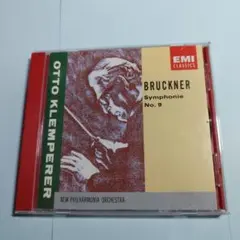 OTTO KLEMPERER
EMI
CLASSICS
BRUCKNER
Symphonie
No. 9
NEW PHILHARMONIA ORCHESTRA